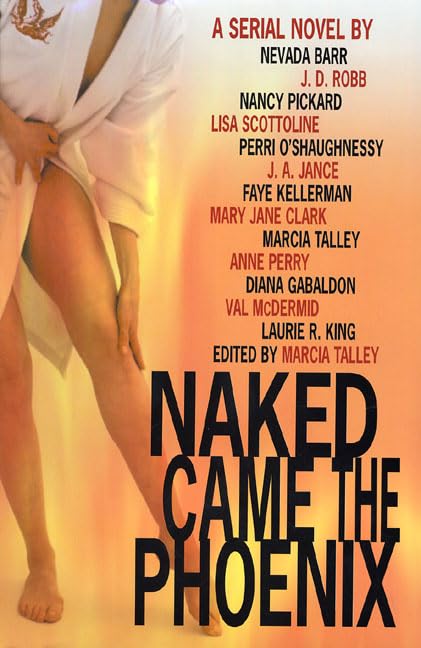 A SERIAL NOVEL BY
NEVADA BARR
J. D. ROBB
NANCY PICKARD
LISA SCOTTOLINE
PERRI O'SHAUGHNESSY
J. A. JANCE
FAYE KELLERMAN
MARY JANE CLARK
MARCIA TALLEY
ANNE PERRY
DIANA GABALDON
VAL McDERMID
LAURIE R. KING
EDITED BY MARCIA TALLEY
NAKED
CAME THE
PHOENIX